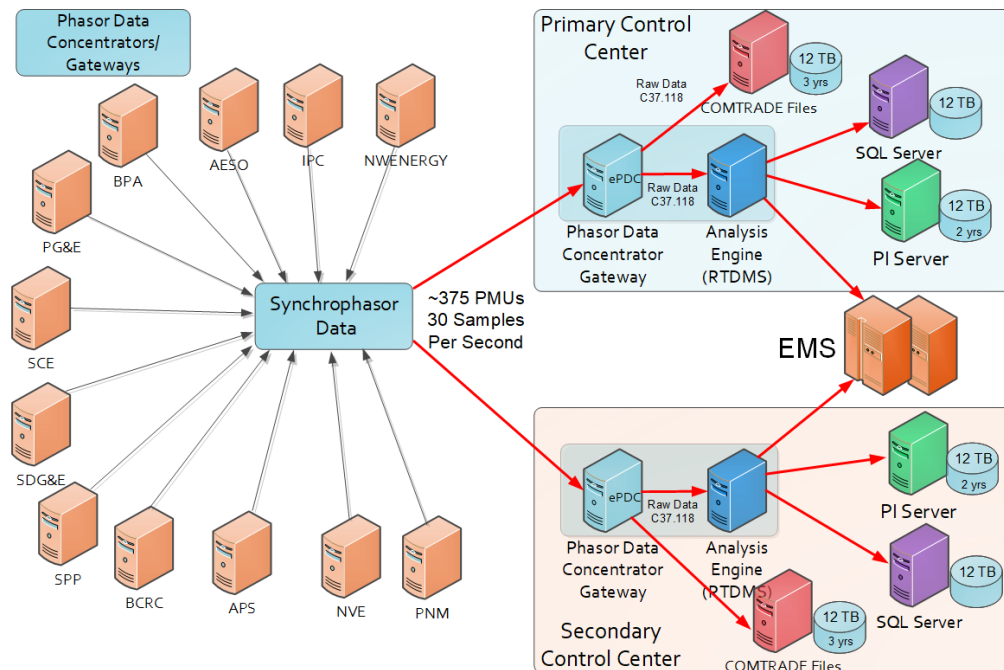 Phasor Data
Concentrators/
Gateways
BPA
AESO
IPC
NWENERGY
PG&E
SCE
SDG&E
SPP
BCRC
APS
NVE
PNM
Synchrophasor
Data
~375 PMUs
30 Samples
Per Second
Primary Control
Center
Raw Data
C37.118
COMTRADE Files
12 TB
3 yrs
SQL Server
12 TB
ePDC
Raw Data
C37.118
Phasor Data
Concentrator
Gateway
Analysis
Engine
(RTDMS)
PI Server
12 TB
2 yrs
EMS
ePDC
Raw Data
C37.118
Phasor Data
Concentrator
Gateway
Analysis
Engine
(RTDMS)
PI Server
12 TB
2 yrs
SQL Server
12 TB
COMTRADE Files
12 TB
3 yrs
Secondary
Control Center